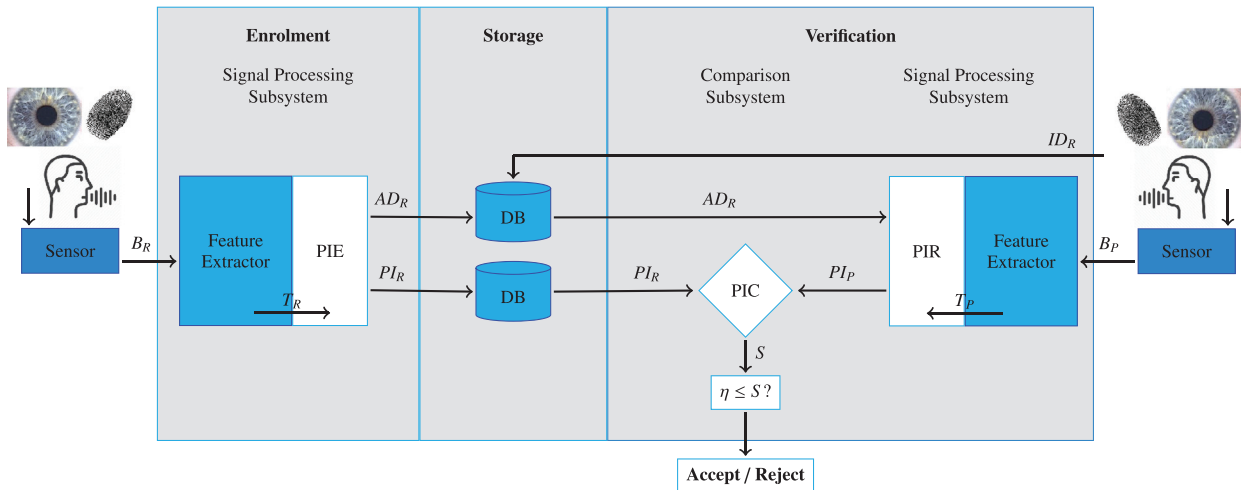 Enrolment
Storage
Verification
Signal Processing
Subsystem
Comparison
Subsystem
Signal Processing
Subsystem
ID_R
AD_R
DB
AD_R
Sensor
B_R
Feature
Extractor
PIE
PIR
Feature
Extractor
B_P
Sensor
PI_R
DB
PI_R
PIC
PI_P
T_R
T_P
S
η ≤ S ?
Accept / Reject